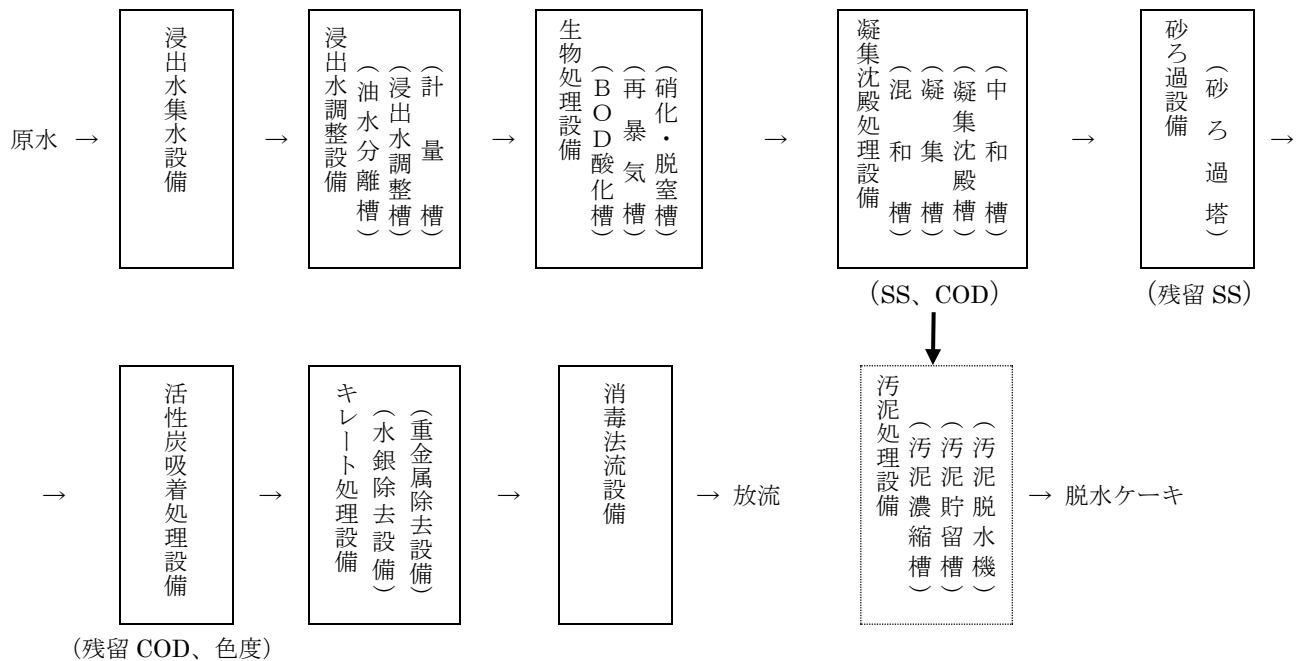 原水 →
浸出水集水設備
→
浸出水調整設備
（油水分離槽）
（浸出水調整槽）
（計量槽）
→
生物処理設備
（ＢＯＤ酸化槽）
（再暴気槽）
（硝化・脱窒槽）
→
凝集沈殿処理設備
（混和槽）
（凝集槽）
（凝集沈殿槽）
（中和槽）
→
砂ろ過設備
（砂ろ過塔）
→
（SS、COD）
（残留 SS）
→
活性炭吸着処理設備
→
キレート処理設備
（水銀除去設備）
（重金属除去設備）
→
消毒法流設備
→ 放流
汚泥処理設備
（汚泥濃縮槽）
（汚泥貯留槽）
（汚泥脱水機）
→ 脱水ケーキ
（残留 COD、色度）